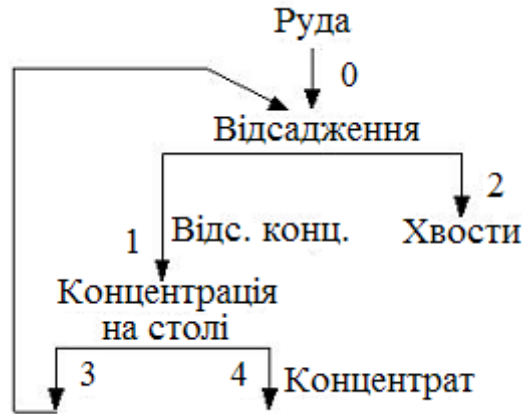 Руда
0
Відсадження
2
1 Відс. конц. Хвости
Концентрація
на столі
3 4 Концентрат